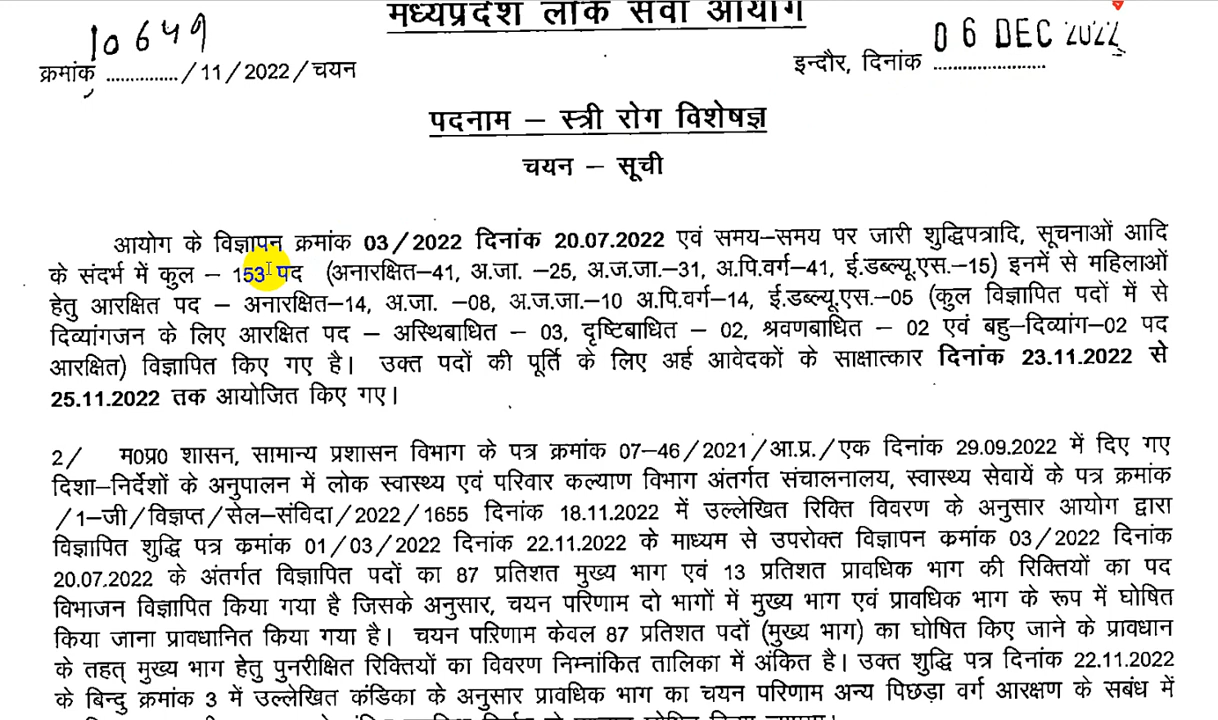 मध्यप्रदेश लोक सेवा आयोग
10649
क्रमांक ............... / 11 / 2022 / चयन
06 DEC 2022
इन्दौर, दिनांक ........................
पदनाम – स्त्री रोग विशेषज्ञ
चयन – सूची
आयोग के विज्ञापन क्रमांक 03 / 2022 दिनांक 20.07.2022 एवं समय–समय पर जारी शुद्धिपत्रादि, सूचनाओं आदि
के संदर्भ में कुल – 153 पद (अनारक्षित–41, अ.जा. –25, अ.ज.जा.–31, अ.पि.वर्ग–41, ई.डब्ल्यू.एस.–15) इनमें से महिलाओं
हेतु आरक्षित पद – अनारक्षित–14, अ.जा. –08, अ.ज.जा.–10 अ.पि.वर्ग–14, ई.डब्ल्यू.एस.–05 (कुल विज्ञापित पदों में से
दिव्यांगजन के लिए आरक्षित पद – अस्थिबाधित – 03, दृष्टिबाधित – 02, श्रवणबाधित – 02 एवं बहु–दिव्यांग–02 पद
आरक्षित) विज्ञापित किए गए है। उक्त पदों की पूर्ति के लिए अर्ह आवेदकों के साक्षात्कार दिनांक 23.11.2022 से
25.11.2022 तक आयोजित किए गए।
2/ म0प्र0 शासन, सामान्य प्रशासन विभाग के पत्र क्रमांक 07–46 / 2021 / आ.प्र. / एक दिनांक 29.09.2022 में दिए गए
दिशा–निर्देशों के अनुपालन में लोक स्वास्थ्य एवं परिवार कल्याण विभाग अंतर्गत संचालनालय, स्वास्थ्य सेवायें के पत्र क्रमांक
/ 1–जी / विज्ञप्त / सेल–संविदा / 2022 / 1655 दिनांक 18.11.2022 में उल्लेखित रिक्ति विवरण के अनुसार आयोग द्वारा
विज्ञापित शुद्धि पत्र कमांक 01 / 03 / 2022 दिनांक 22.11.2022 के माध्यम से उपरोक्त विज्ञापन कमांक 03 / 2022 दिनांक
20.07.2022 के अंतर्गत विज्ञापित पदों का 87 प्रतिशत मुख्य भाग एवं 13 प्रतिशत प्रावधिक भाग की रिक्तियों का पद
विभाजन विज्ञापित किया गया है जिसके अनुसार, चयन परिणाम दो भागों में मुख्य भाग एवं प्रावधिक भाग के रूप में घोषित
किया जाना प्रावधानित किया गया है। चयन परिणाम केवल 87 प्रतिशत पदों (मुख्य भाग) का घोषित किए जाने के प्रावधान
के तहत् मुख्य भाग हेतु पुनरीक्षित रिक्तियों का विवरण निम्नांकित तालिका में अंकित है। उक्त शुद्धि पत्र दिनांक 22.11.2022
के बिन्दु क्रमांक 3 में उल्लेखित कंडिका के अनुसार प्रावधिक भाग का चयन परिणाम अन्य पिछड़ा वर्ग आरक्षण के सबंध में